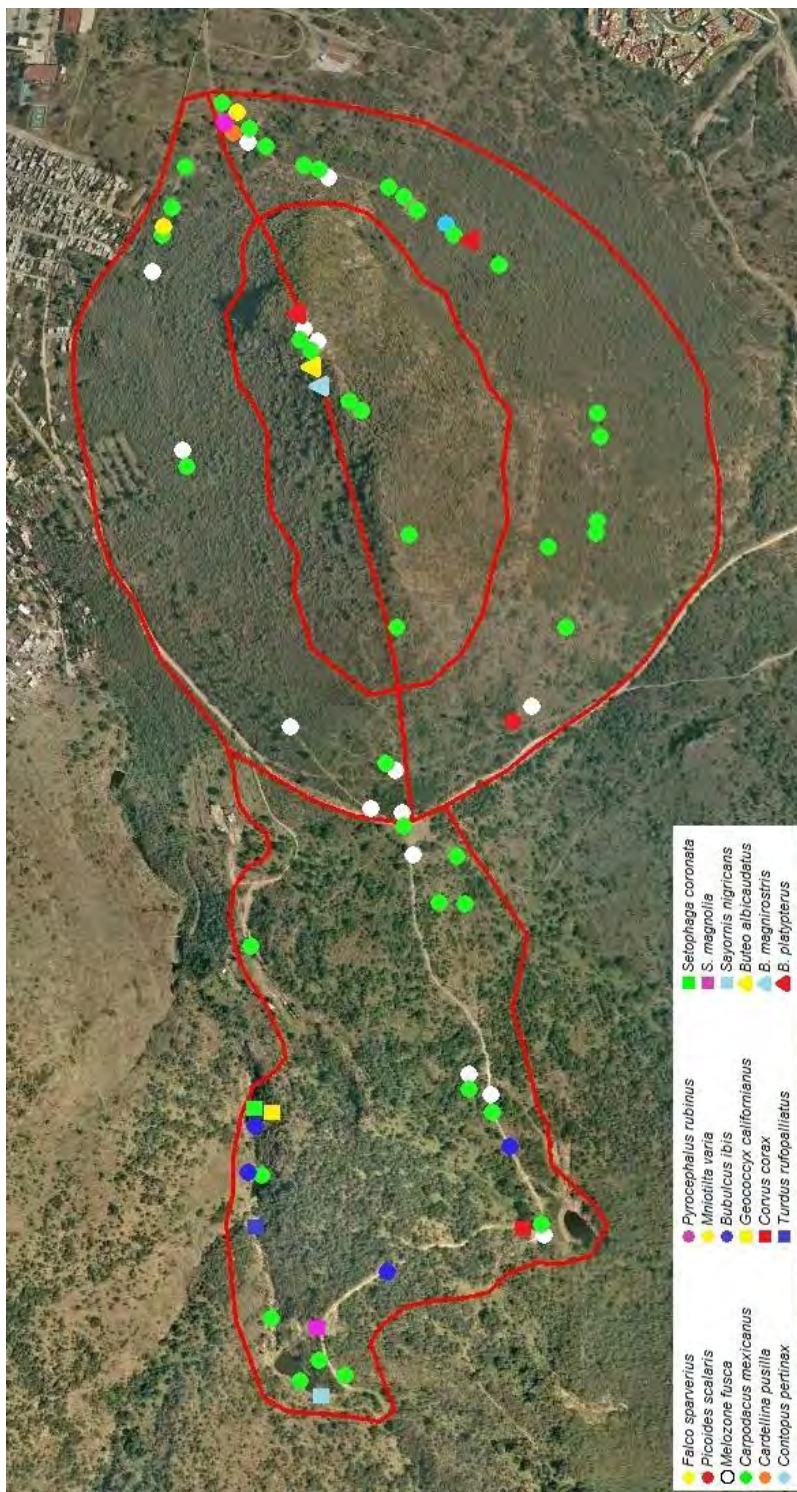 Falco sparverius
Picoides scalaris
Melozone fusca
Carpodacus mexicanus
Cardellina pusilla
Contopus pertinax
Pyrocephalus rubinus
Mniotilta varia
Bubulcus ibis
Geococcyx californianus
Corvus corax
Turdus rufopalliatus
Setophaga coronata
S. magnolia
Sayornis nigricans
Buteo albicaudatus
B. magnirostris
B. platypterus